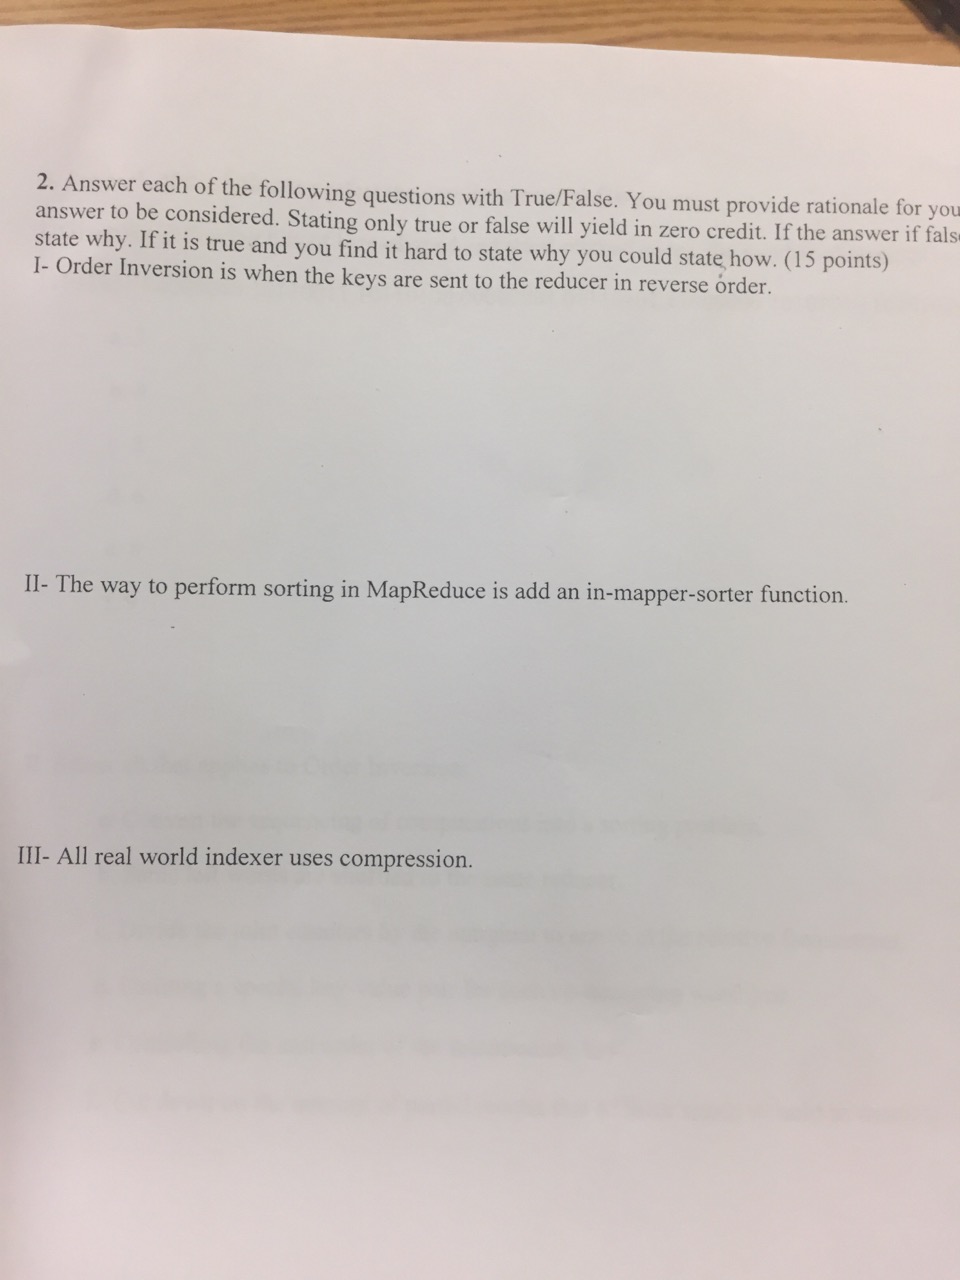 2. Answer each of the following questions with True/False. You must provide rationale for you
answer to be considered. Stating only true or false will yield in zero credit. If the answer if fals
state why. If it is true and you find it hard to state why you could state how. (15 points)
I- Order Inversion is when the keys are sent to the reducer in reverse order.
II- The way to perform sorting in MapReduce is add an in-mapper-sorter function.
III- All real world indexer uses compression.